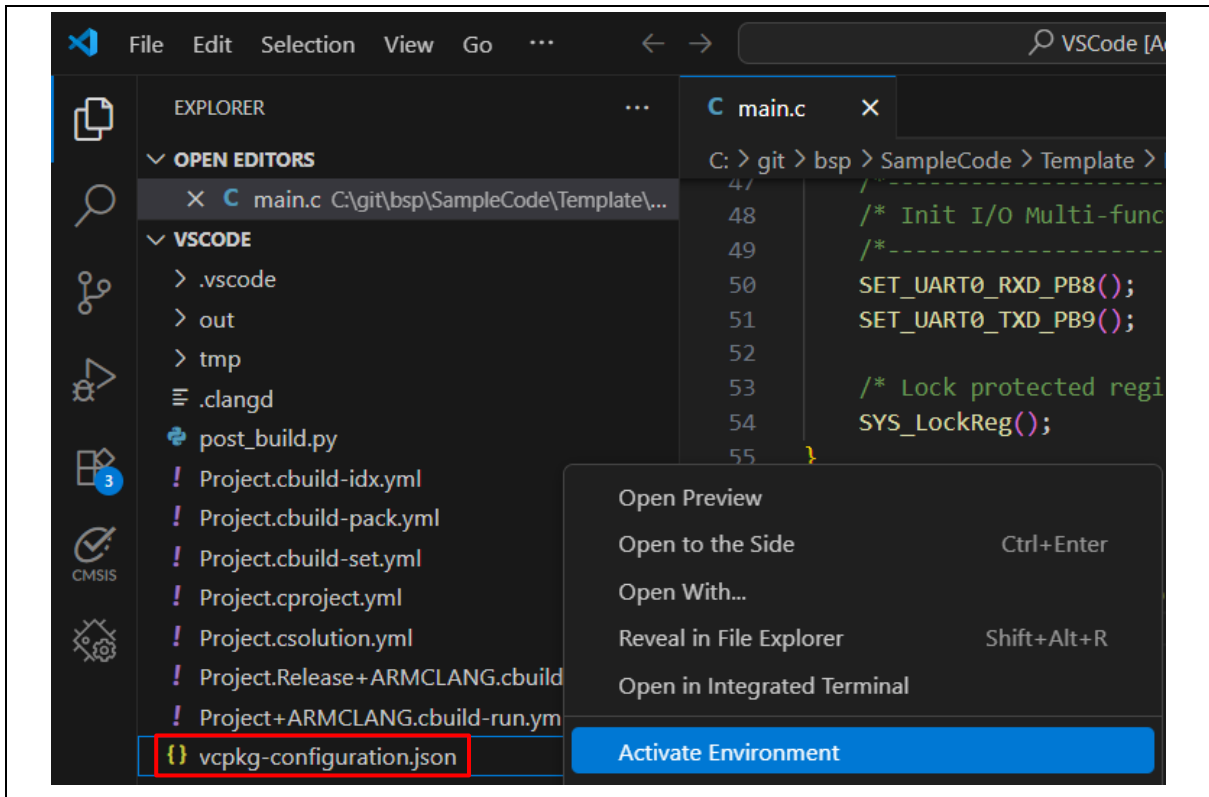 File Edit Selection View Go ··· ← → VSCode [A
EXPLORER ···
OPEN EDITORS
× C main.c C:\git\bsp\SampleCode\Template\...
VSCODE
> .vscode
> out
> tmp
.clangd
post_build.py
! Project.cbuild-idx.yml
! Project.cbuild-pack.yml
! Project.cbuild-set.yml
! Project.cproject.yml
! Project.csolution.yml
! Project.Release+ARMCLANG.cbuild
! Project+ARMCLANG.cbuild-run.ym
{} vcpkg-configuration.json
3
CMSIS
C main.c ×
C: > git > bsp > SampleCode > Template >
47 /*---------------------
48 /* Init I/O Multi-func
49 /*---------------------
50 SET_UART0_RXD_PB8();
51 SET_UART0_TXD_PB9();
52
53 /* Lock protected regi
54 SYS_LockReg();
55 }
Open Preview
Open to the Side Ctrl+Enter
Open With...
Reveal in File Explorer Shift+Alt+R
Open in Integrated Terminal
Activate Environment